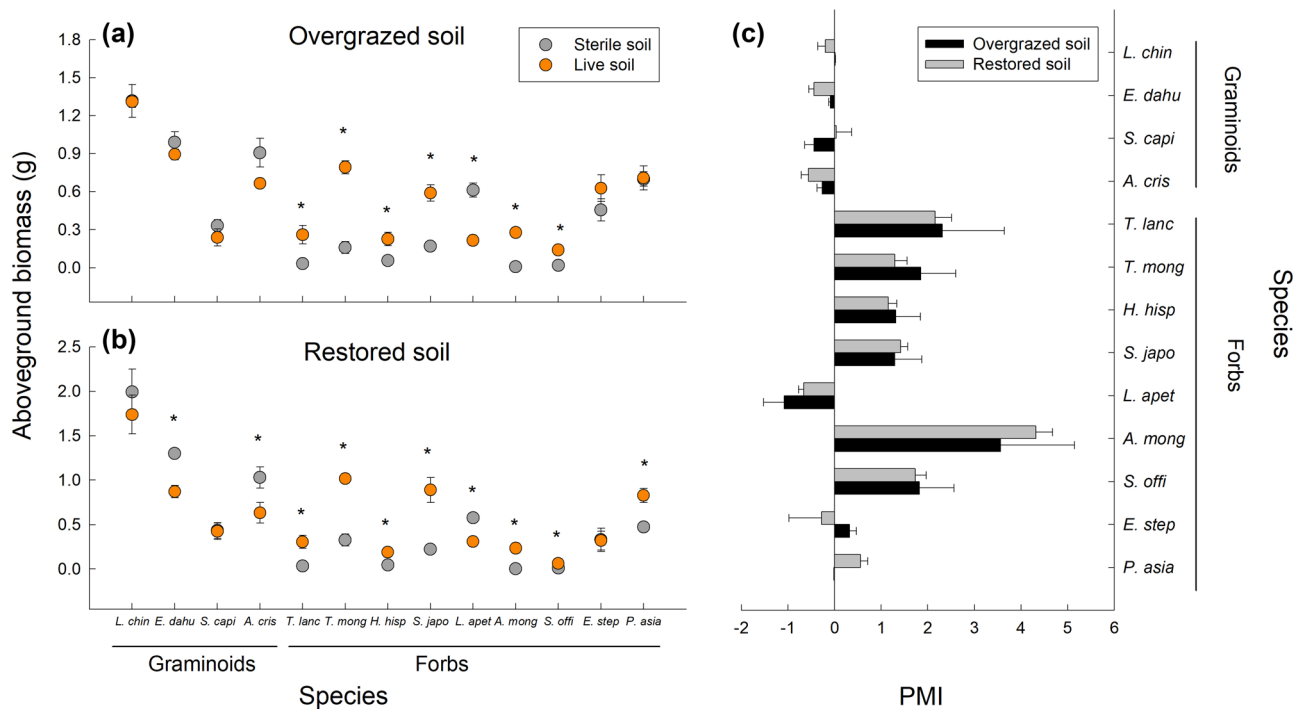 (a)
Overgrazed soil
Sterile soil
Live soil
1.8
1.5
1.2
0.9
0.6
0.3
0.0
* * * * * * *
Aboveground biomass (g)
(b)
Restored soil
2.5
2.0
1.5
1.0
0.5
0.0
* * * * * * * * * *
L. chin E. dahu S. capi A. cris T. lanc T. mong H. hisp S. japo L. apet A. mong S. offi E. step P. asia
Graminoids Forbs
Species
(c)
Overgrazed soil
Restored soil
L. chin
E. dahu
S. capi
A. cris
T. lanc
T. mong
H. hisp
S. japo
L. apet
A. mong
S. offi
E. step
P. asia
Graminoids
Forbs
Species
-2 -1 0 1 2 3 4 5 6
PMI